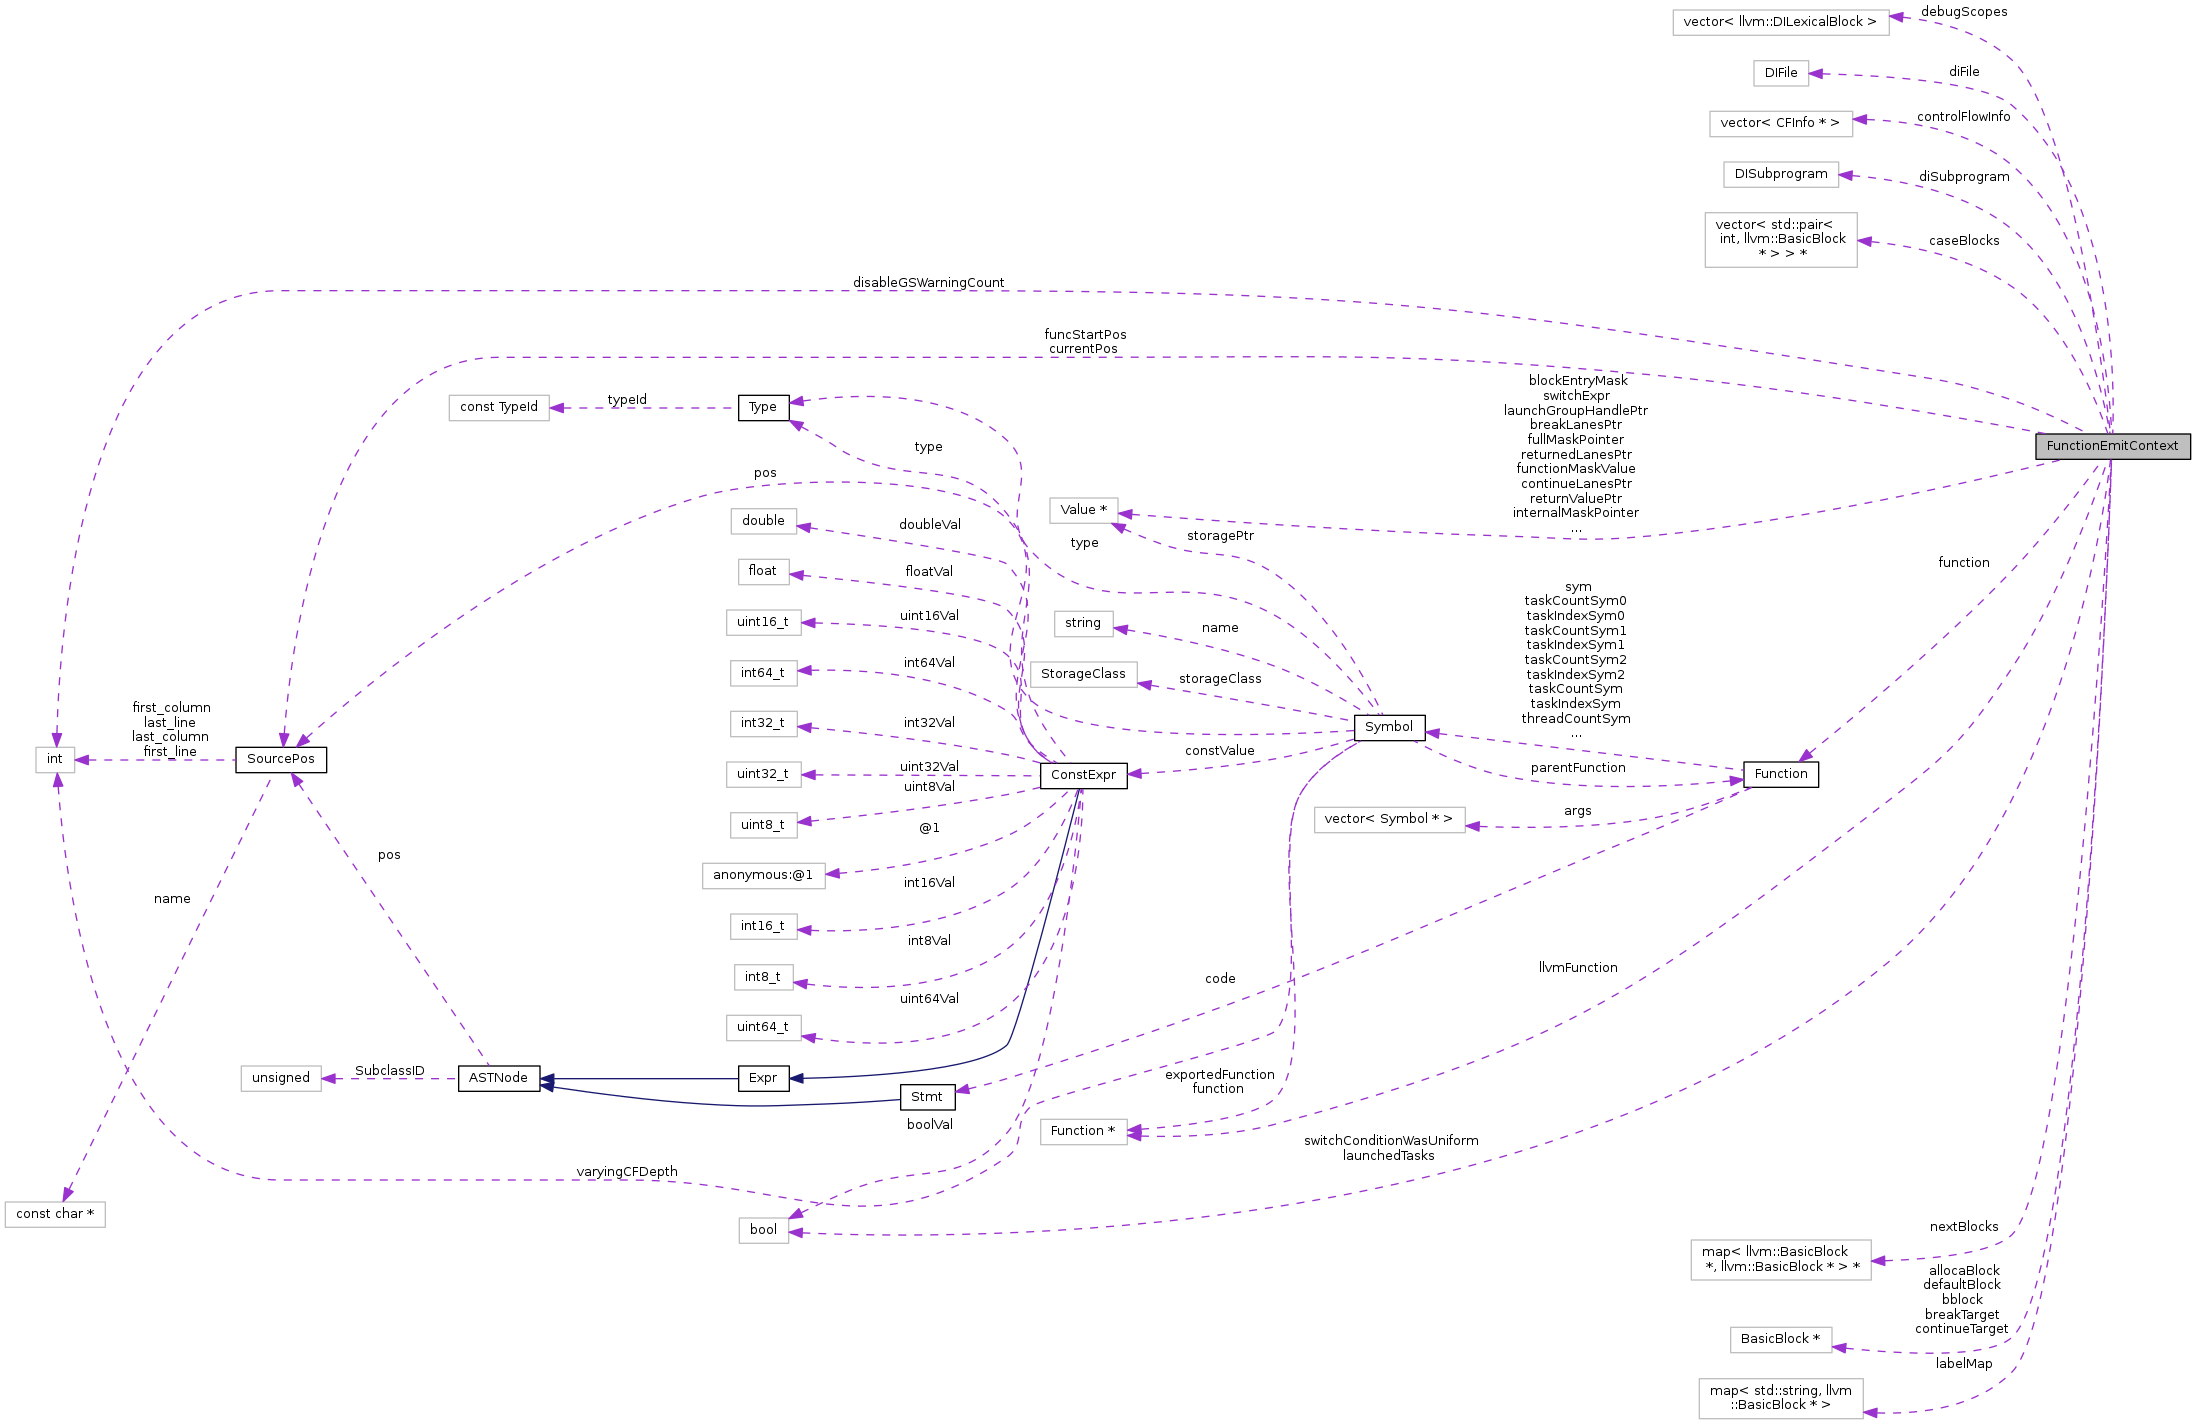 debugScopes
vector< llvm::DILexicalBlock >
diFile
DIFile
controlFlowInfo
vector< CFInfo * >
diSubprogram
DISubprogram
vector< std::pair<
int, llvm::BasicBlock
* > > *
caseBlocks
disableGSWarningCount
funcStartPos
currentPos
blockEntryMask
switchExpr
launchGroupHandlePtr
breakLanesPtr
fullMaskPointer
returnedLanesPtr
functionMaskValue
continueLanesPtr
returnValuePtr
internalMaskPointer
...
FunctionEmitContext
const TypeId
typeId
Type
type
pos
double
doubleVal
Value *
storagePtr
type
float
floatVal
function
uint16_t
uint16Val
string
name
sym
taskCountSym0
taskIndexSym0
taskCountSym1
taskIndexSym1
taskCountSym2
taskIndexSym2
taskCountSym
taskIndexSym
threadCountSym
...
int64_t
int64Val
StorageClass
storageClass
int32_t
int32Val
Symbol
constValue
first_column
last_line
last_column
first_line
int
SourcePos
uint32_t
uint32Val
uint8Val
ConstExpr
parentFunction
Function
uint8_t
@1
vector< Symbol * >
args
pos
anonymous:@1
int16Val
name
int16_t
int8Val
int8_t
uint64Val
code
llvmFunction
uint64_t
unsigned
SubclassID
ASTNode
Expr
Stmt
boolVal
exportedFunction
function
Function *
switchConditionWasUniform
launchedTasks
varyingCFDepth
const char *
bool
nextBlocks
map< llvm::BasicBlock
*, llvm::BasicBlock * > *
allocaBlock
defaultBlock
bblock
breakTarget
continueTarget
BasicBlock *
labelMap
map< std::string, llvm
::BasicBlock * >